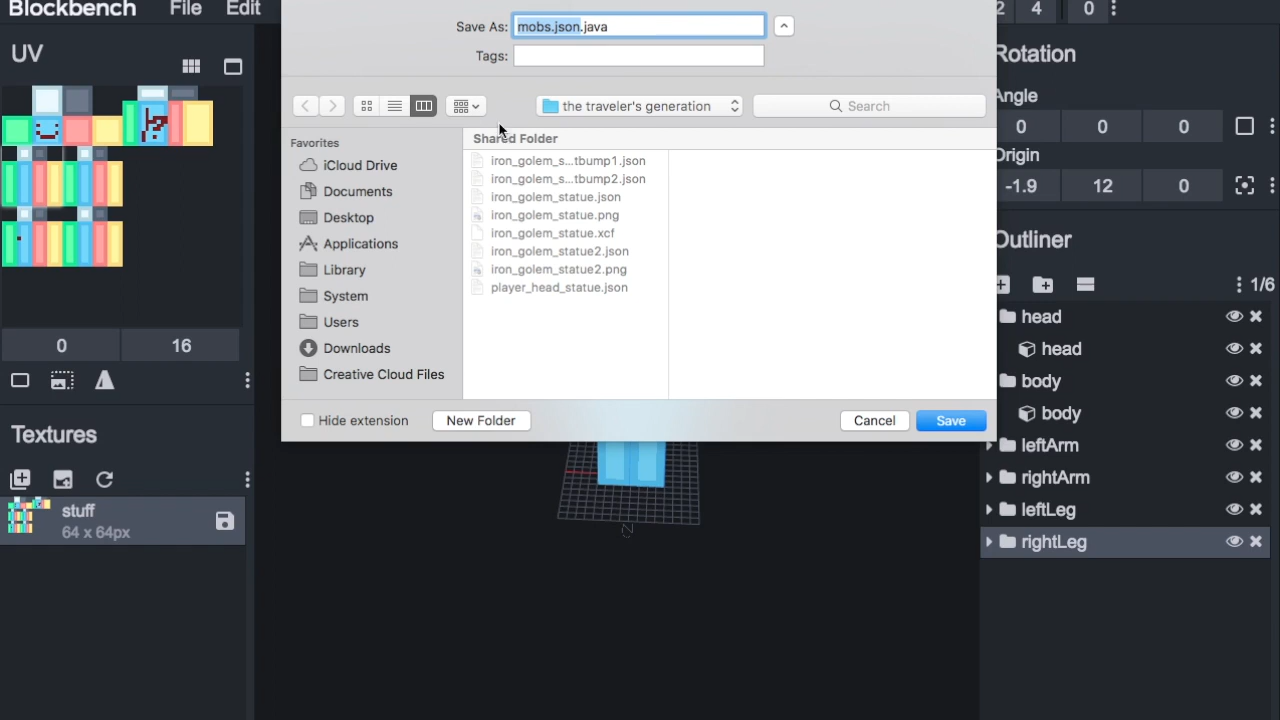 Blockbench File Edit
2 4 0
Save As: mobs.json.java
Tags:
UV
Rotation
Angle
0 0 0
Origin
-1.9 12 0
the traveler's generation
Search
Favorites
iCloud Drive
Documents
Desktop
Applications
Library
System
Users
Downloads
Creative Cloud Files
Shared Folder
iron_golem_s...tbump1.json
iron_golem_s...tbump2.json
iron_golem_statue.json
iron_golem_statue.png
iron_golem_statue.xcf
iron_golem_statue2.json
iron_golem_statue2.png
player_head_statue.json
Hide extension
New Folder
Cancel
Save
0 16
Textures
stuff
64 x 64px
Outliner
1/6
head
head
body
body
leftArm
rightArm
leftLeg
rightLeg